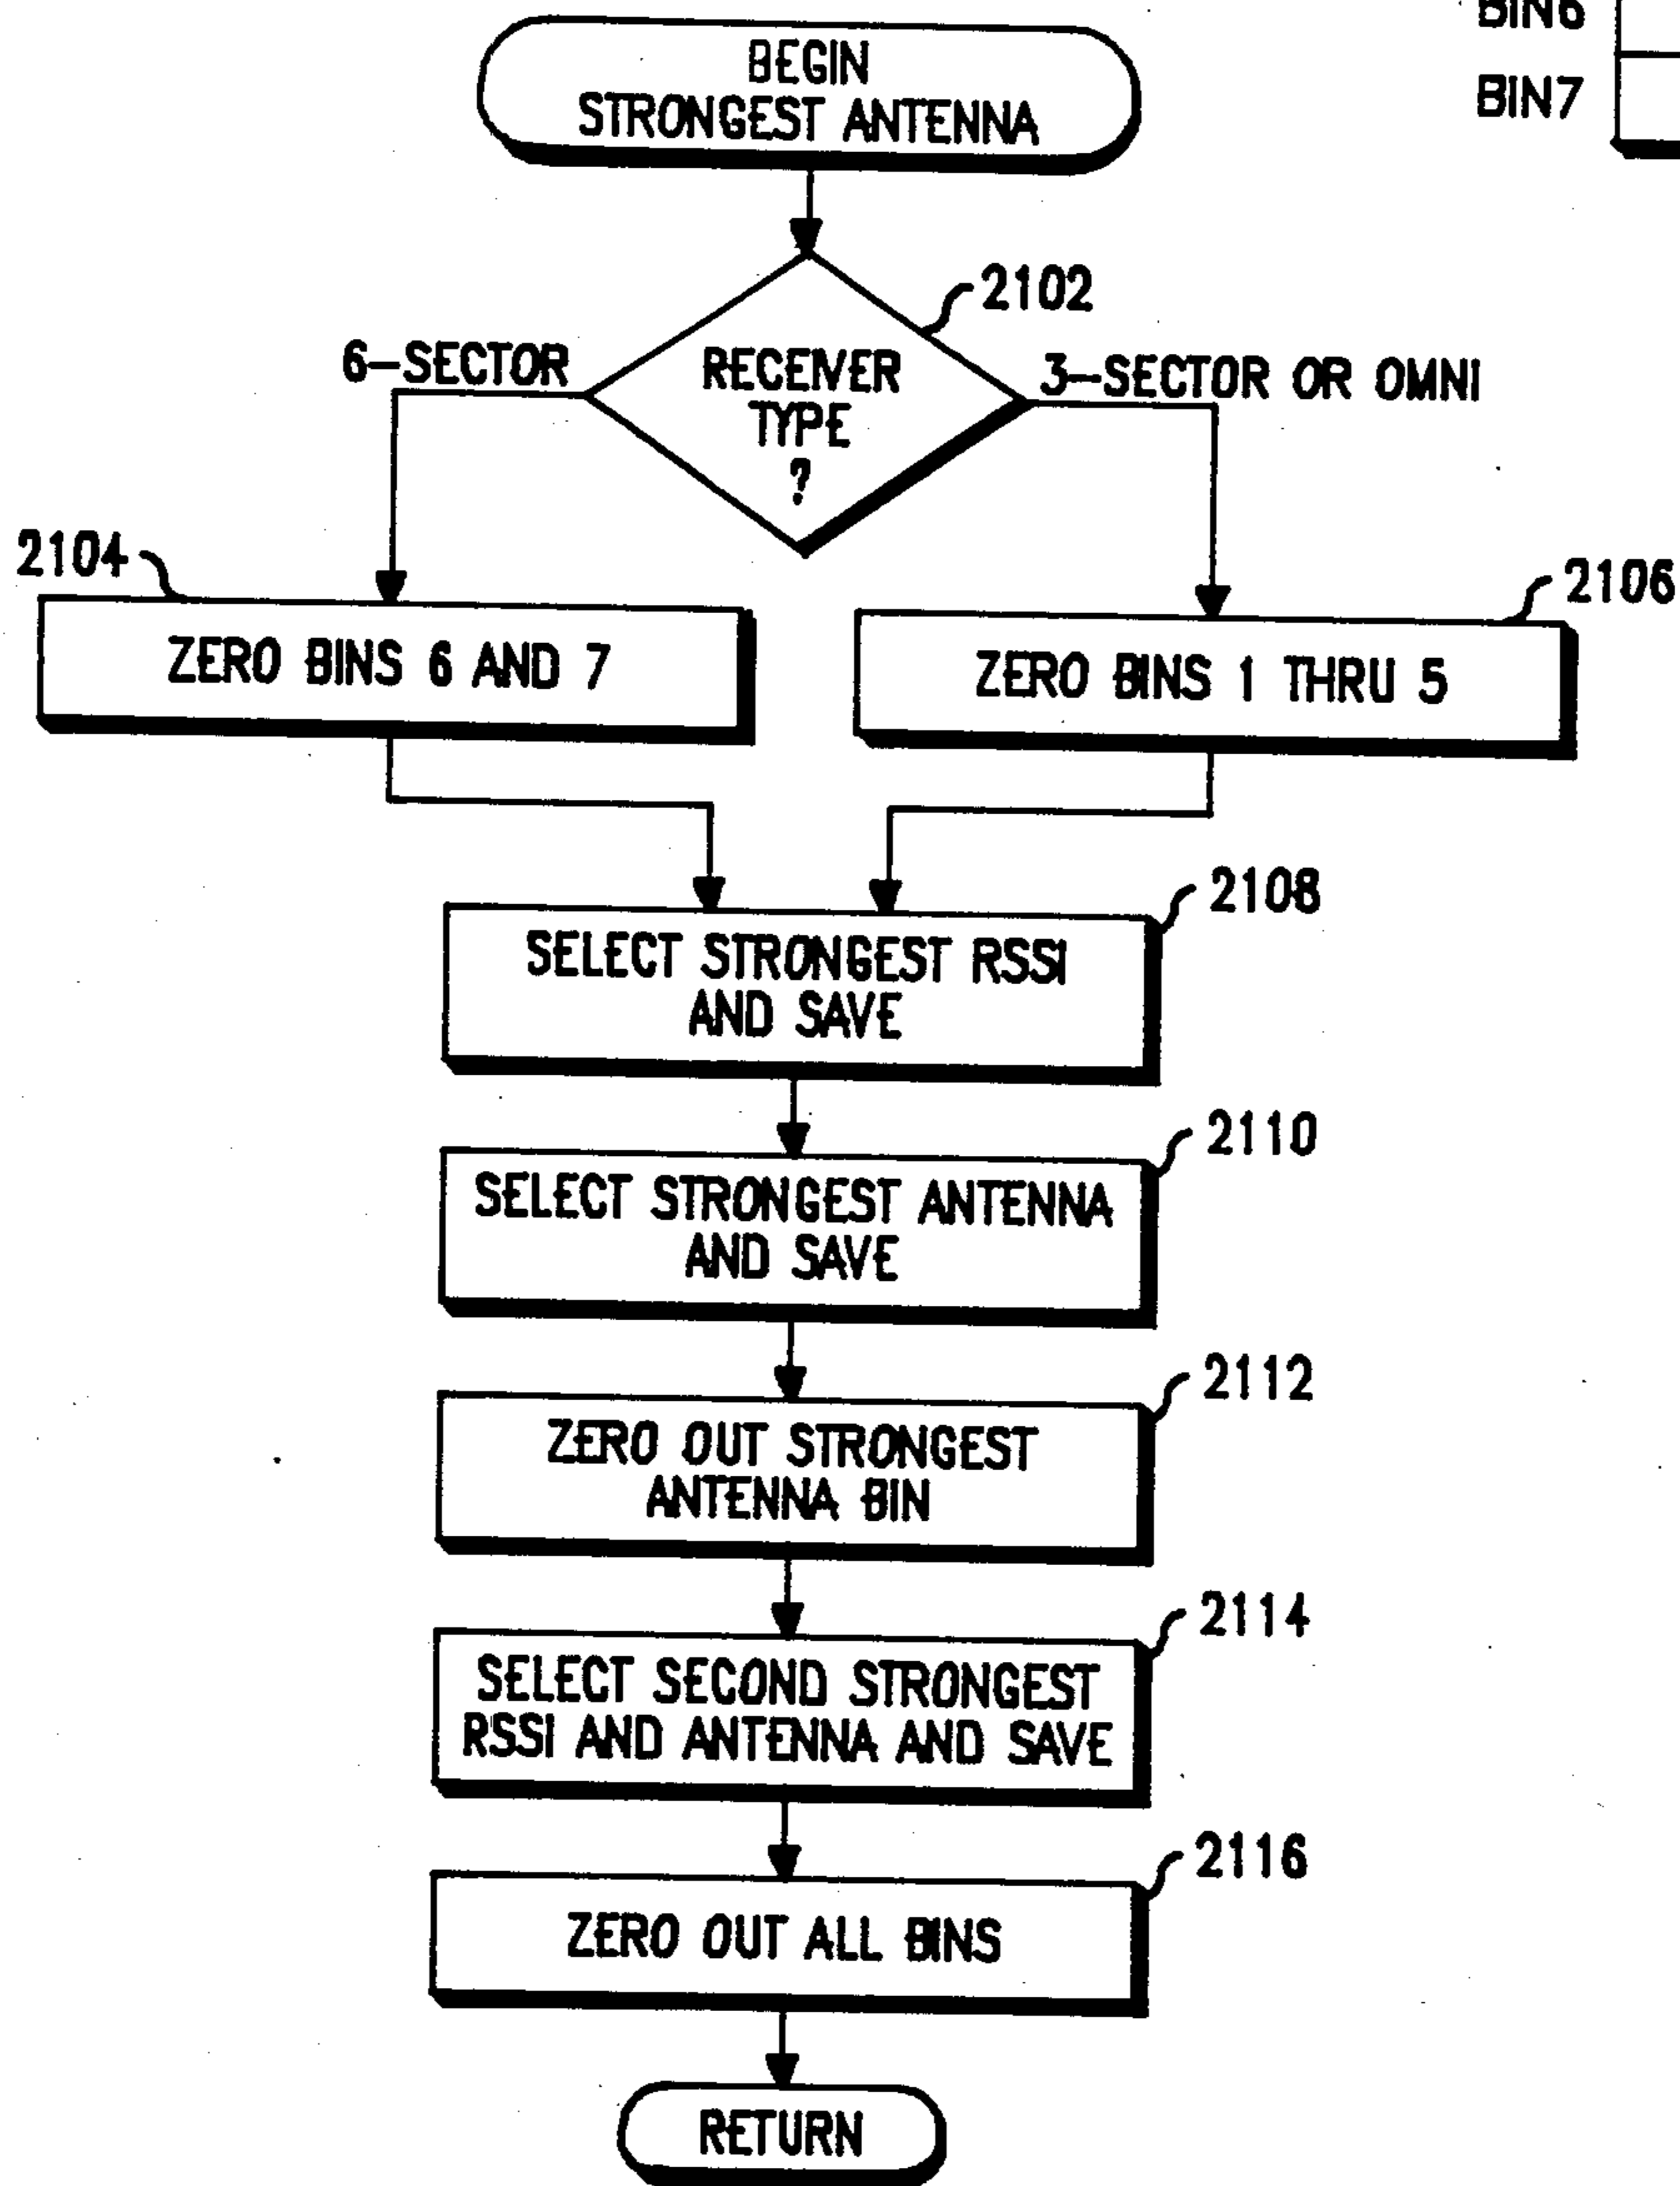 BIN6
BIN7
BEGIN
STRONGEST ANTENNA
2102
6-SECTOR
RECEIVER
TYPE
?
3-SECTOR OR OMNI
2104
2106
ZERO BINS 6 AND 7
ZERO BINS 1 THRU 5
2108
SELECT STRONGEST RSSI
AND SAVE
2110
SELECT STRONGEST ANTENNA
AND SAVE
2112
ZERO OUT STRONGEST
ANTENNA BIN
2114
SELECT SECOND STRONGEST
RSSI AND ANTENNA AND SAVE
2116
ZERO OUT ALL BINS
RETURN